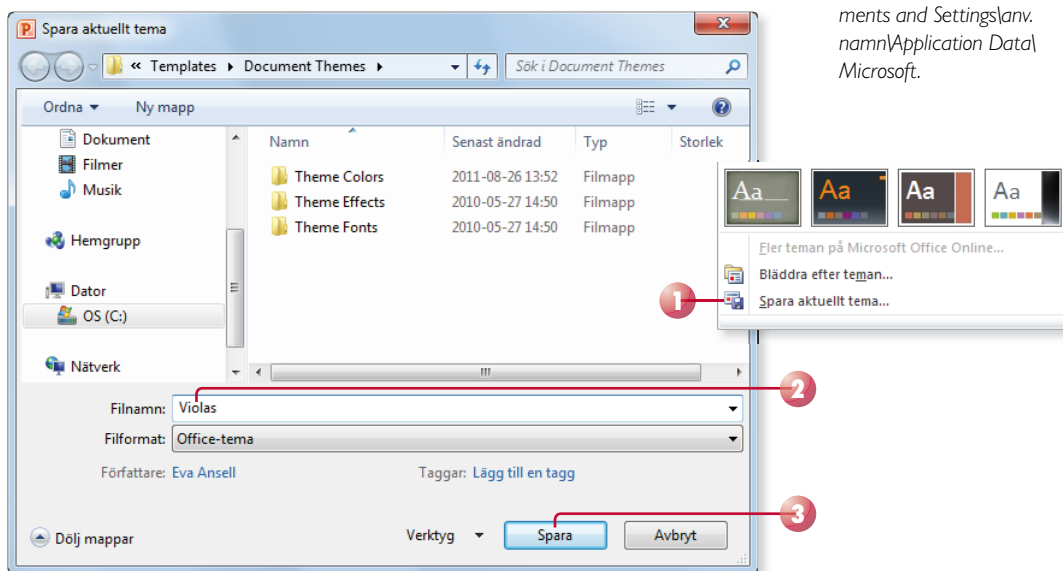 ments and Settings\anv.
namn\Application Data\
Microsoft.
Spara aktuellt tema
« Templates ▸ Document Themes ▸
Sök i Document Themes
Ordna
Ny mapp
Dokument
Filmer
Musik
Hemgrupp
Dator
OS (C:)
Nätverk
Namn Senast ändrad Typ Storlek
Theme Colors 2011-08-26 13:52 Filmapp
Theme Effects 2010-05-27 14:50 Filmapp
Theme Fonts 2010-05-27 14:50 Filmapp
Filnamn: Violas
Filformat: Office-tema
Författare: Eva Ansell Taggar: Lägg till en tagg
Dölj mappar Verktyg Spara Avbryt
Aa Aa Aa Aa
Fler teman på Microsoft Office Online...
Bläddra efter teman...
1 Spara aktuellt tema...
2
3